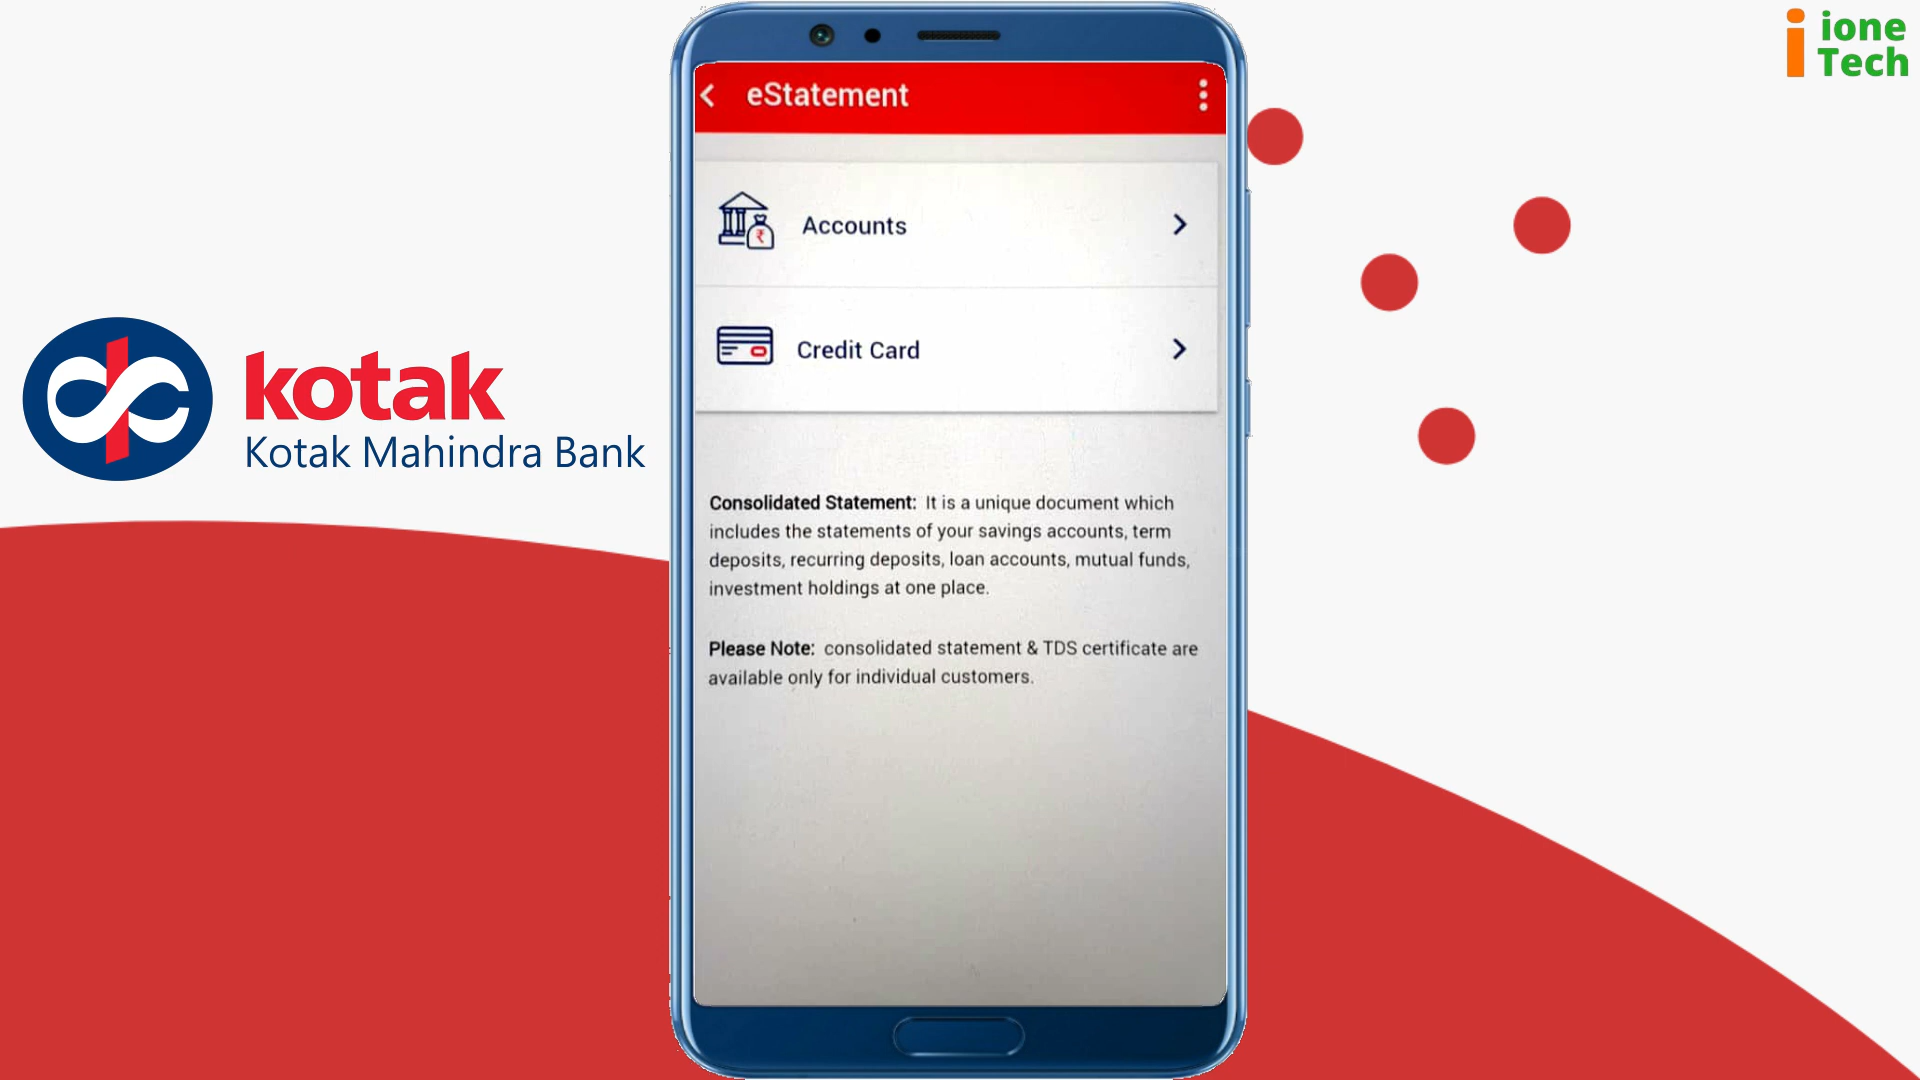 ione
Tech
eStatement
Accounts
Credit Card
kotak
Kotak Mahindra Bank
Consolidated Statement: It is a unique document which
includes the statements of your savings accounts, term
deposits, recurring deposits, loan accounts, mutual funds,
investment holdings at one place.
Please Note: consolidated statement & TDS certificate are
available only for individual customers.